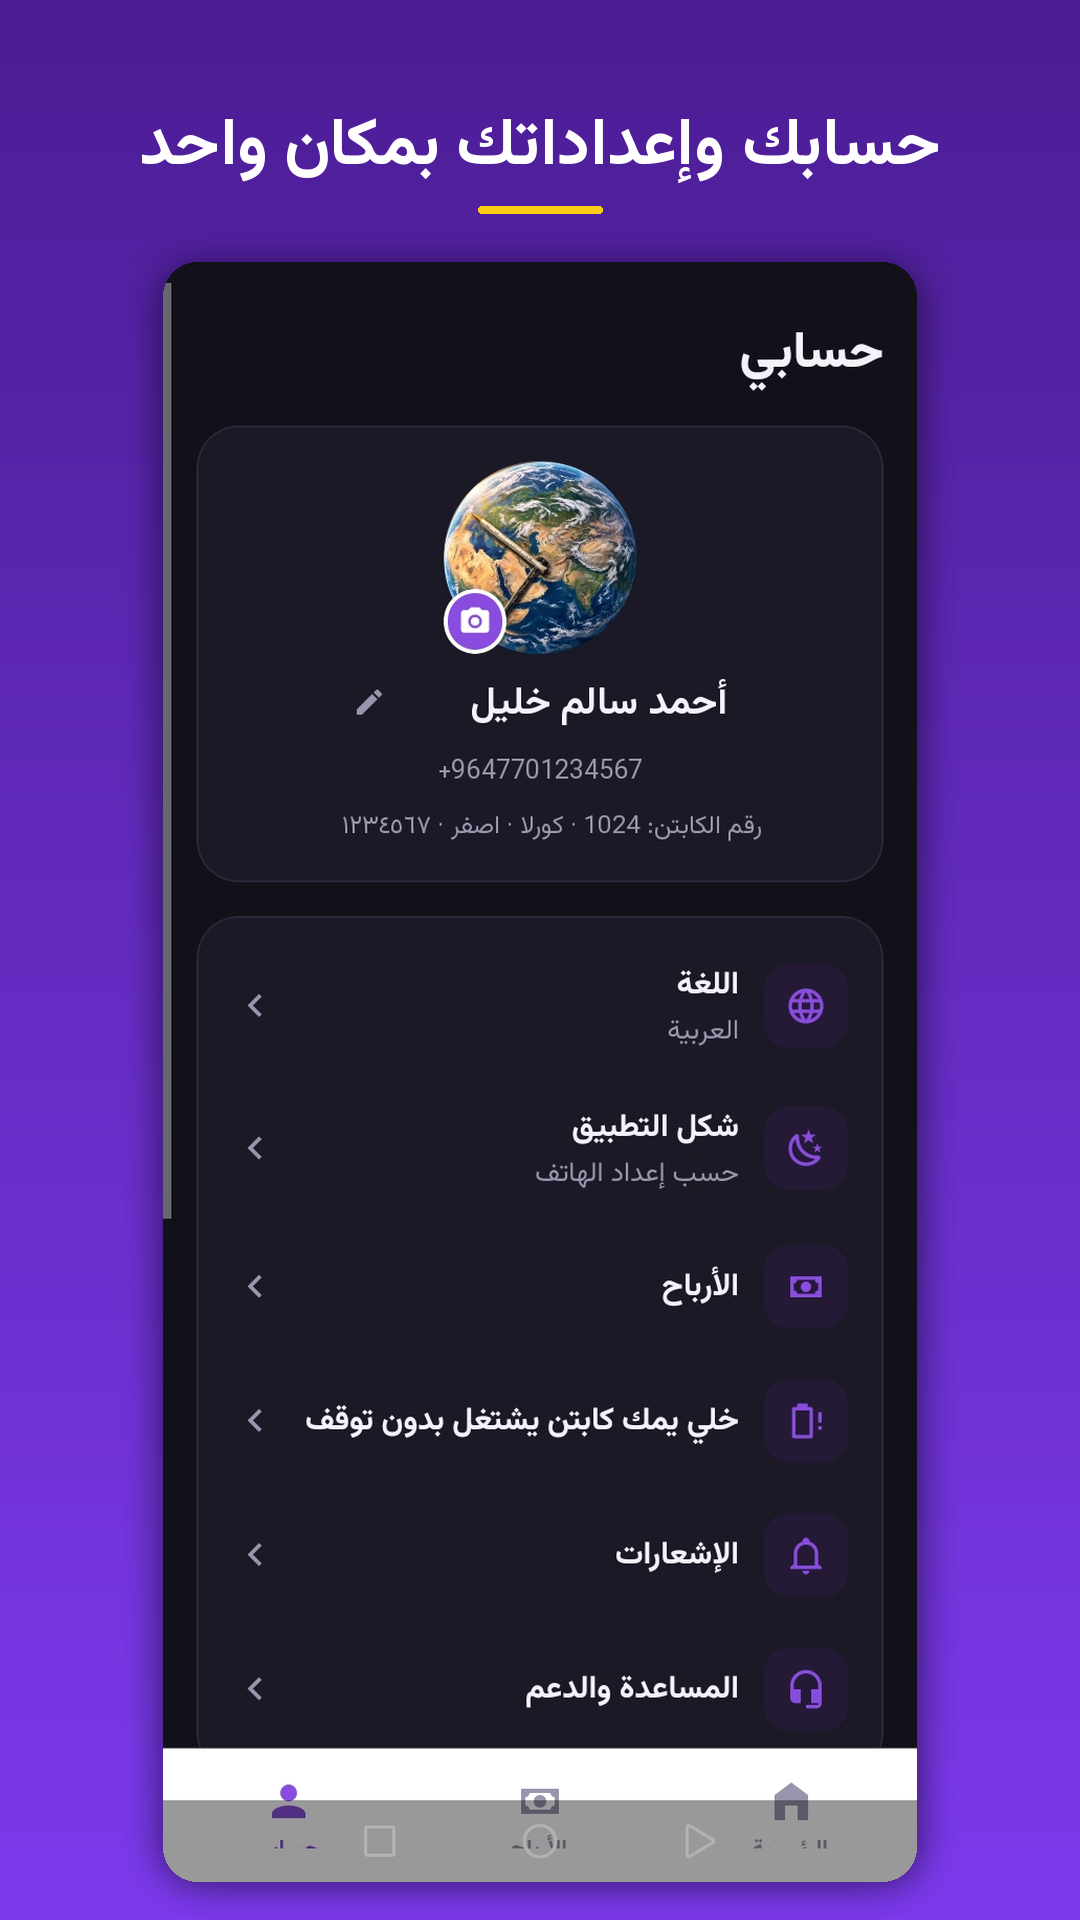 حسابك وإعداداتك بمكان واحد
حسابي
أحمد سالم خليل
+9647701234567
رقم الكابتن: 1024 · كورلا · اصفر · ١٢٣٤٥٦٧
اللغة
العربية
شكل التطبيق
حسب إعداد الهاتف
الأرباح
خلي يمك كابتن يشتغل بدون توقف
الإشعارات
المساعدة والدعم